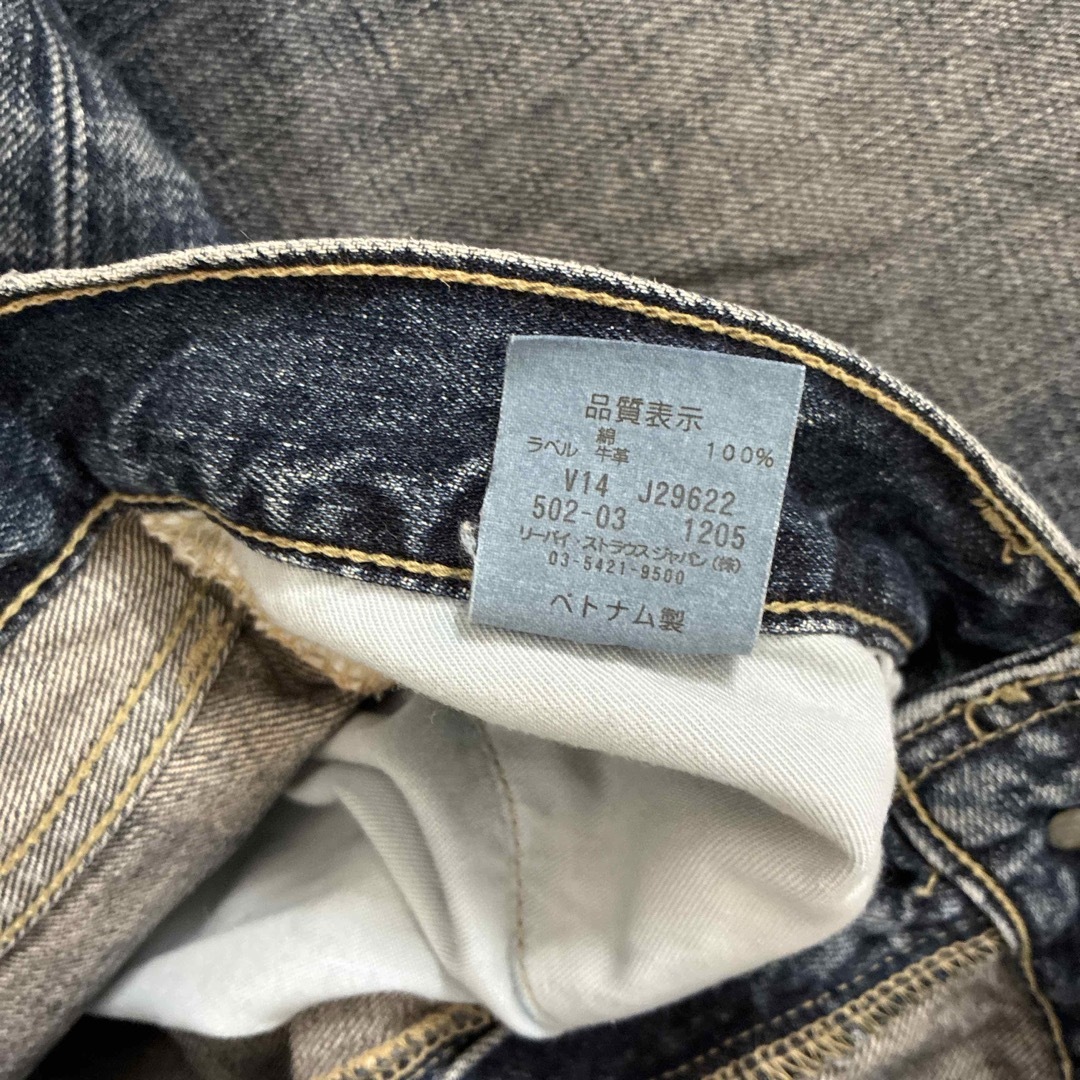 品質表示
綿 100%
ラベル 牛革
V14 J29622
502-03 1205
リーバイ・ストラウス ジャパン(株)
03-5421-9500
ベトナム製